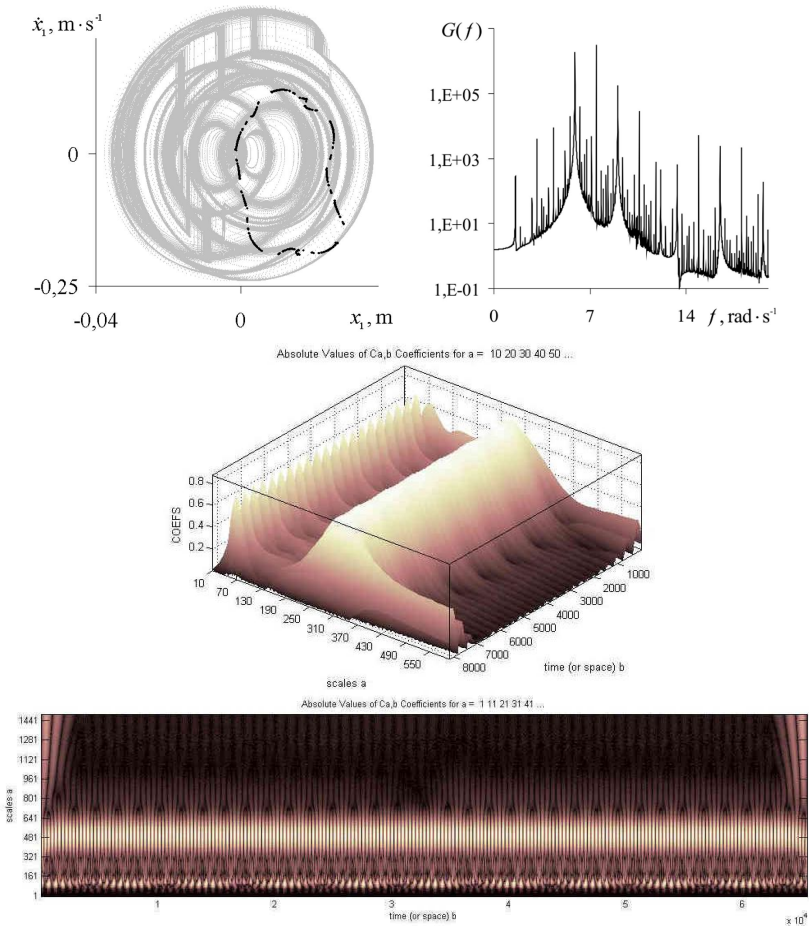 ẋ₁, m·s⁻¹
0
-0,25
-0,04
0
x₁, m
G(f)
1,E+05
1,E+03
1,E+01
1,E-01
0
7
14
f, rad·s⁻¹
Absolute Values of Ca,b Coefficients for a = 10 20 30 40 50 ...
COEFS
0.8
0.6
0.4
0.2
10
70
130
190
250
310
370
430
490
550
scales a
8000
7000
6000
5000
4000
3000
2000
1000
time (or space) b
Absolute Values of Ca,b Coefficients for a = 1 11 21 31 41 ...
scales a
1441
1281
1121
961
801
641
481
321
161
1
1
2
3
4
5
6
time (or space) b
x 10⁴